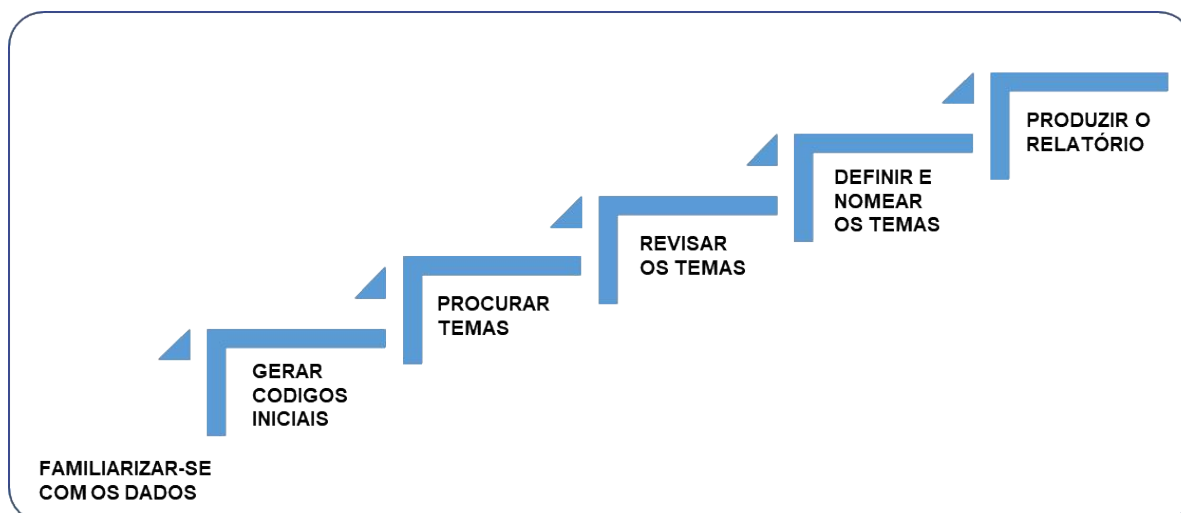 FAMILIARIZAR-SE
COM OS DADOS
GERAR
CODIGOS
INICIAIS
PROCURAR
TEMAS
REVISAR
OS TEMAS
DEFINIR E
NOMEAR
OS TEMAS
PRODUZIR O
RELATÓRIO